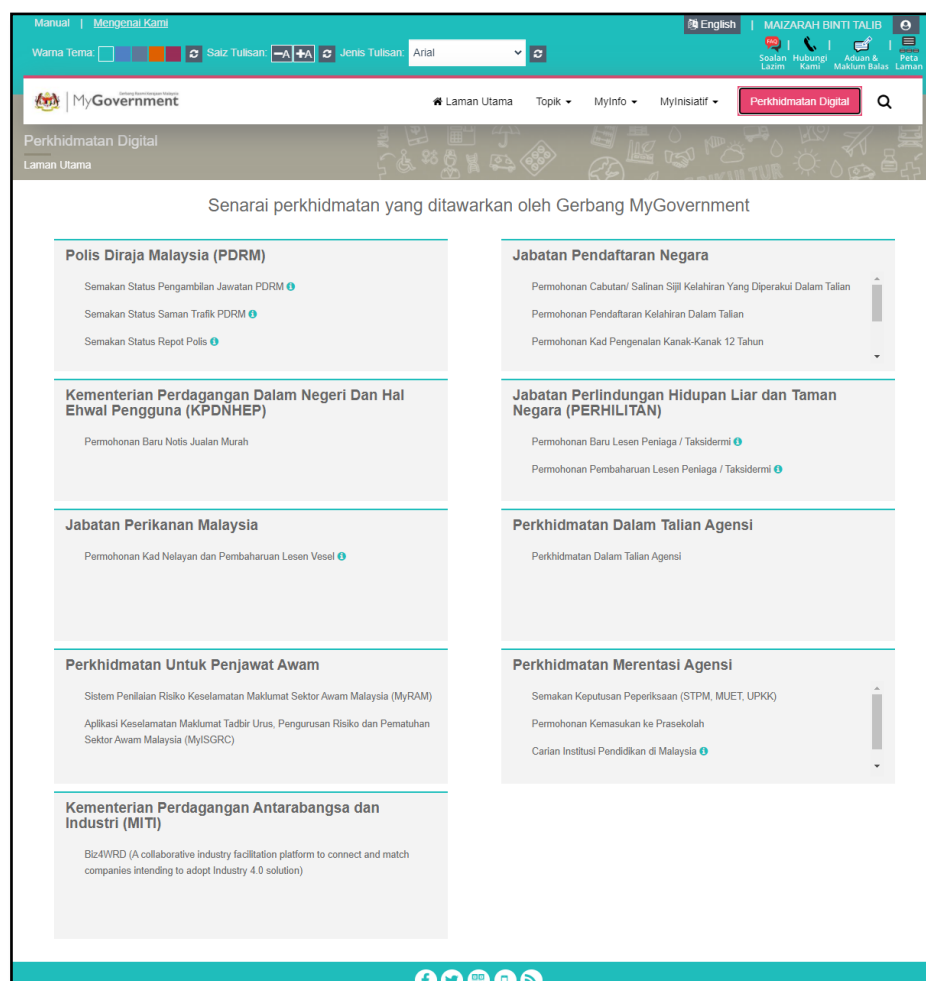 Manual | Mengenai Kami
English | MAIZARAH BINTI TALIB
Warna Tema: Saiz Tulisan: -A +A Jenis Tulisan: Arial
FAQ
Soalan Lazim | Hubungi Kami | Aduan & Maklum Balas | Peta Laman
MyGovernment
Laman Utama Topik MyInfo MyInisiatif Perkhidmatan Digital
Perkhidmatan Digital
Laman Utama
Senarai perkhidmatan yang ditawarkan oleh Gerbang MyGovernment
Polis Diraja Malaysia (PDRM)
Semakan Status Pengambilan Jawatan PDRM
Semakan Status Saman Trafik PDRM
Semakan Status Repot Polis
Jabatan Pendaftaran Negara
Permohonan Cabutan/ Salinan Sijil Kelahiran Yang Diperakui Dalam Talian
Permohonan Pendaftaran Kelahiran Dalam Talian
Permohonan Kad Pengenalan Kanak-Kanak 12 Tahun
Kementerian Perdagangan Dalam Negeri Dan Hal
Ehwal Pengguna (KPDNHEP)
Permohonan Baru Notis Jualan Murah
Jabatan Perlindungan Hidupan Liar dan Taman
Negara (PERHILITAN)
Permohonan Baru Lesen Peniaga / Taksidermi
Permohonan Pembaharuan Lesen Peniaga / Taksidermi
Jabatan Perikanan Malaysia
Permohonan Kad Nelayan dan Pembaharuan Lesen Vesel
Perkhidmatan Dalam Talian Agensi
Perkhidmatan Dalam Talian Agensi
Perkhidmatan Untuk Penjawat Awam
Sistem Penilaian Risiko Keselamatan Maklumat Sektor Awam Malaysia (MyRAM)
Aplikasi Keselamatan Maklumat Tadbir Urus, Pengurusan Risiko dan Pematuhan
Sektor Awam Malaysia (MyISGRC)
Perkhidmatan Merentasi Agensi
Semakan Keputusan Peperiksaan (STPM, MUET, UPKK)
Permohonan Kemasukan ke Prasekolah
Carian Institusi Pendidikan di Malaysia
Kementerian Perdagangan Antarabangsa dan
Industri (MITI)
Biz4WRD (A collaborative industry facilitation platform to connect and match
companies intending to adopt Industry 4.0 solution)